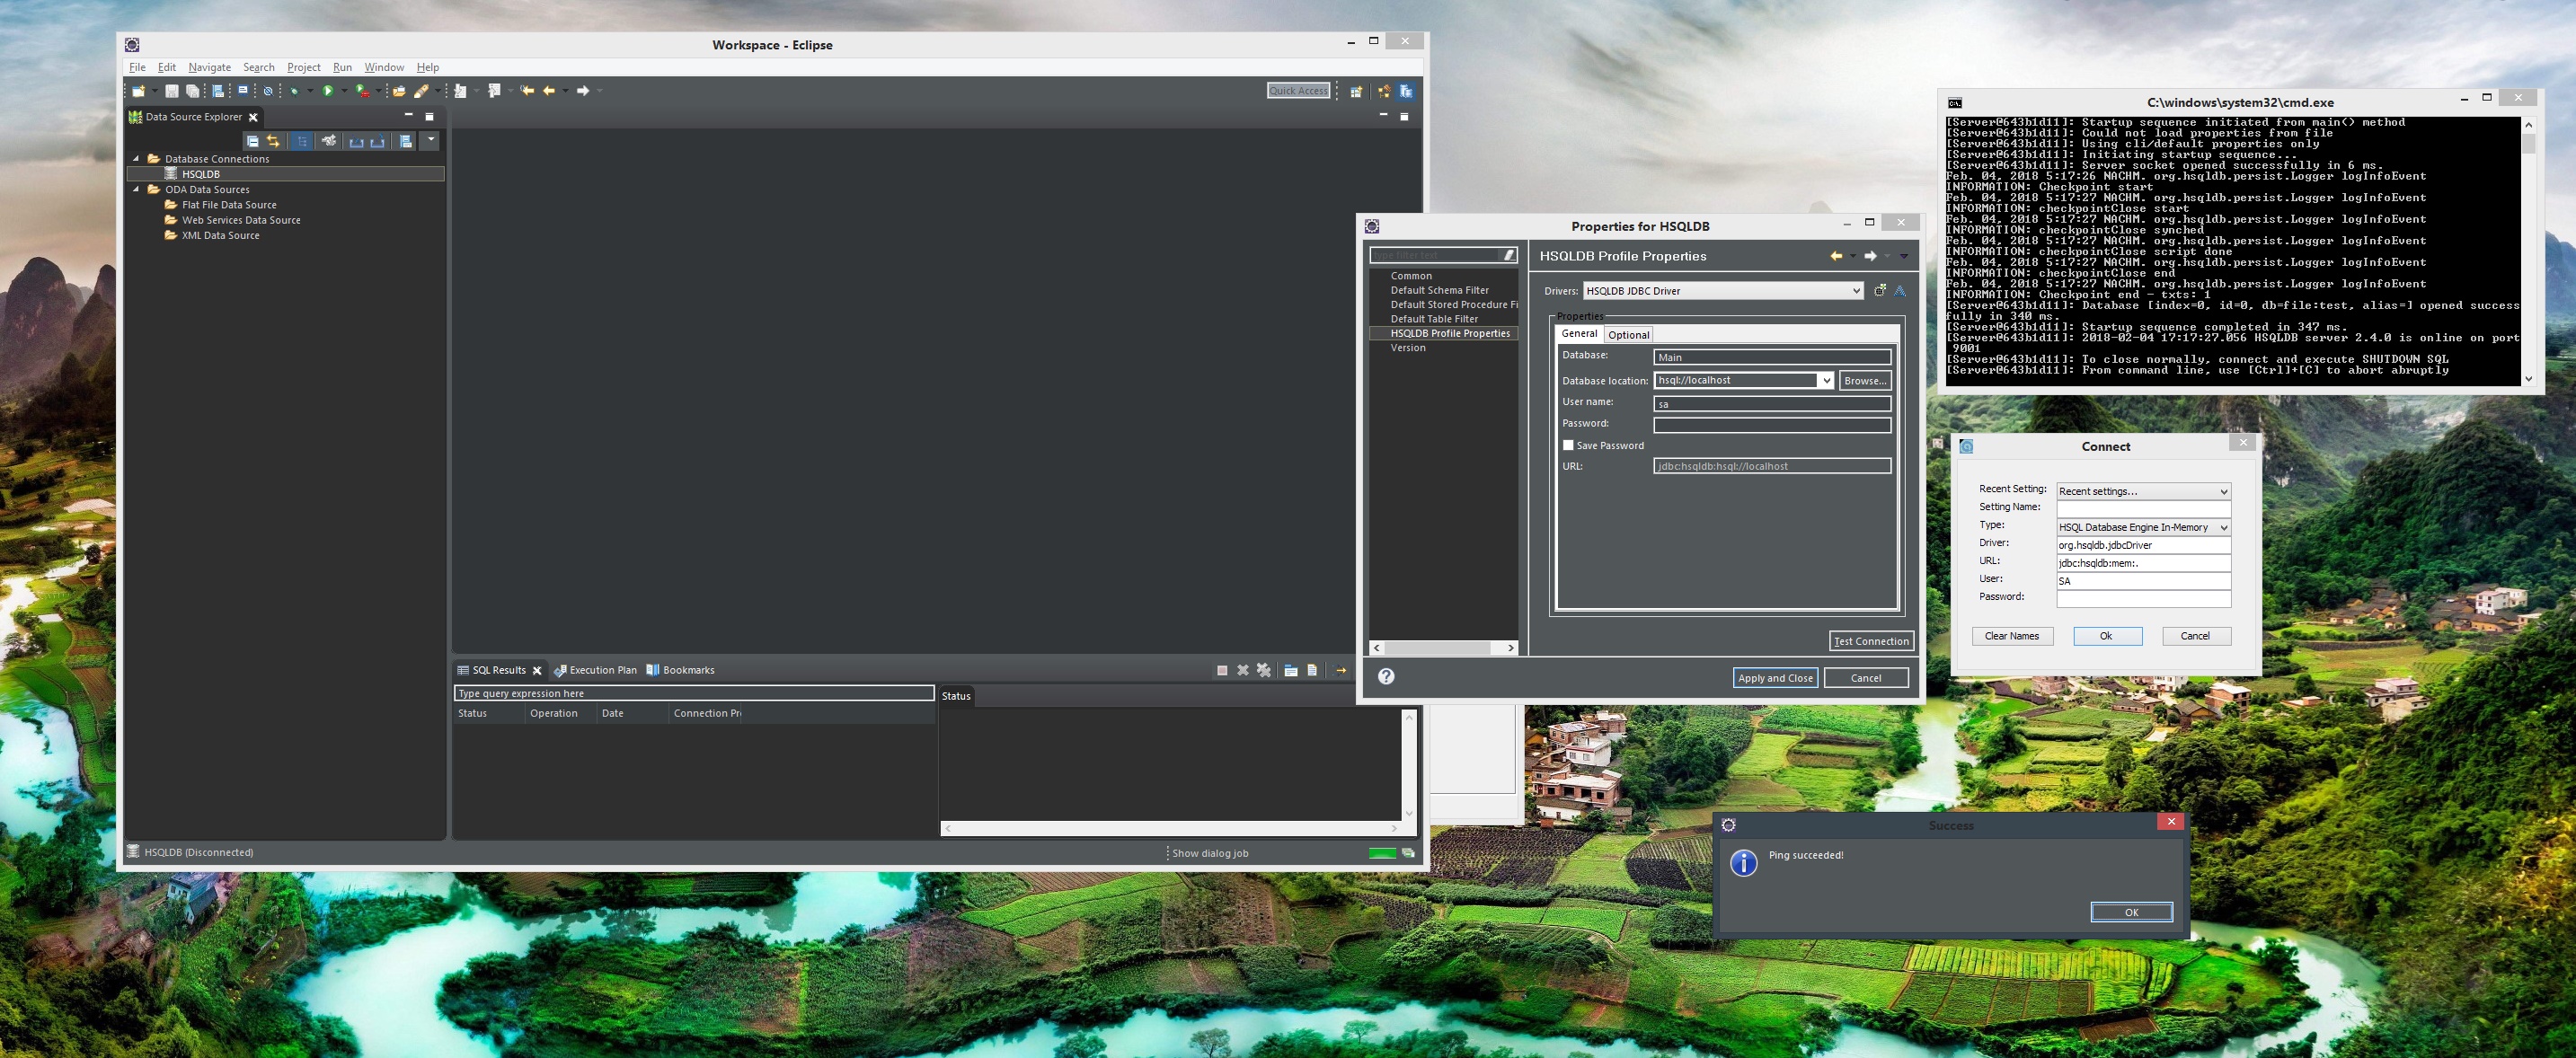 Workspace - Eclipse
File Edit Navigate Search Project Run Window Help
Quick Access
Data Source Explorer
Database Connections
HSQLDB
ODA Data Sources
Flat File Data Source
Web Services Data Source
XML Data Source
SQL Results Execution Plan Bookmarks
Type query expression here
Status Operation Date Connection Pr
Status
HSQLDB (Disconnected)
Show dialog job
Properties for HSQLDB
type filter text
Common
Default Schema Filter
Default Stored Procedure Fi
Default Table Filter
HSQLDB Profile Properties
Version
HSQLDB Profile Properties
Drivers: HSQLDB JDBC Driver
Properties
General Optional
Database: Main
Database location: hsql://localhost Browse...
User name: sa
Password:
Save Password
URL: jdbc:hsqldb:hsql://localhost
Test Connection
Apply and Close Cancel
C:\windows\system32\cmd.exe
[Server@643b1d11]: Startup sequence initiated from main() method
[Server@643b1d11]: Could not load properties from file
[Server@643b1d11]: Using cli/default properties only
[Server@643b1d11]: Initiating startup sequence...
[Server@643b1d11]: Server socket opened successfully in 6 ms.
Feb. 04, 2018 5:17:26 NACHM. org.hsqldb.persist.Logger logInfoEvent
INFORMATION: Checkpoint start
Feb. 04, 2018 5:17:27 NACHM. org.hsqldb.persist.Logger logInfoEvent
INFORMATION: checkpointClose start
Feb. 04, 2018 5:17:27 NACHM. org.hsqldb.persist.Logger logInfoEvent
INFORMATION: checkpointClose synched
Feb. 04, 2018 5:17:27 NACHM. org.hsqldb.persist.Logger logInfoEvent
INFORMATION: checkpointClose script done
Feb. 04, 2018 5:17:27 NACHM. org.hsqldb.persist.Logger logInfoEvent
INFORMATION: checkpointClose end
Feb. 04, 2018 5:17:27 NACHM. org.hsqldb.persist.Logger logInfoEvent
INFORMATION: Checkpoint end - txts: 1
[Server@643b1d11]: Database [index=0, id=0, db=file:test, alias=] opened success
fully in 340 ms.
[Server@643b1d11]: Startup sequence completed in 347 ms.
[Server@643b1d11]: 2018-02-04 17:17:27.056 HSQLDB server 2.4.0 is online on port
9001
[Server@643b1d11]: To close normally, connect and execute SHUTDOWN SQL
[Server@643b1d11]: From command line, use [Ctrl]+[C] to abort abruptly
Connect
Recent Setting: Recent settings...
Setting Name:
Type: HSQL Database Engine In-Memory
Driver: org.hsqldb.jdbcDriver
URL: jdbc:hsqldb:mem:.
User: SA
Password:
Clear Names Ok Cancel
Success
Ping succeeded!
OK